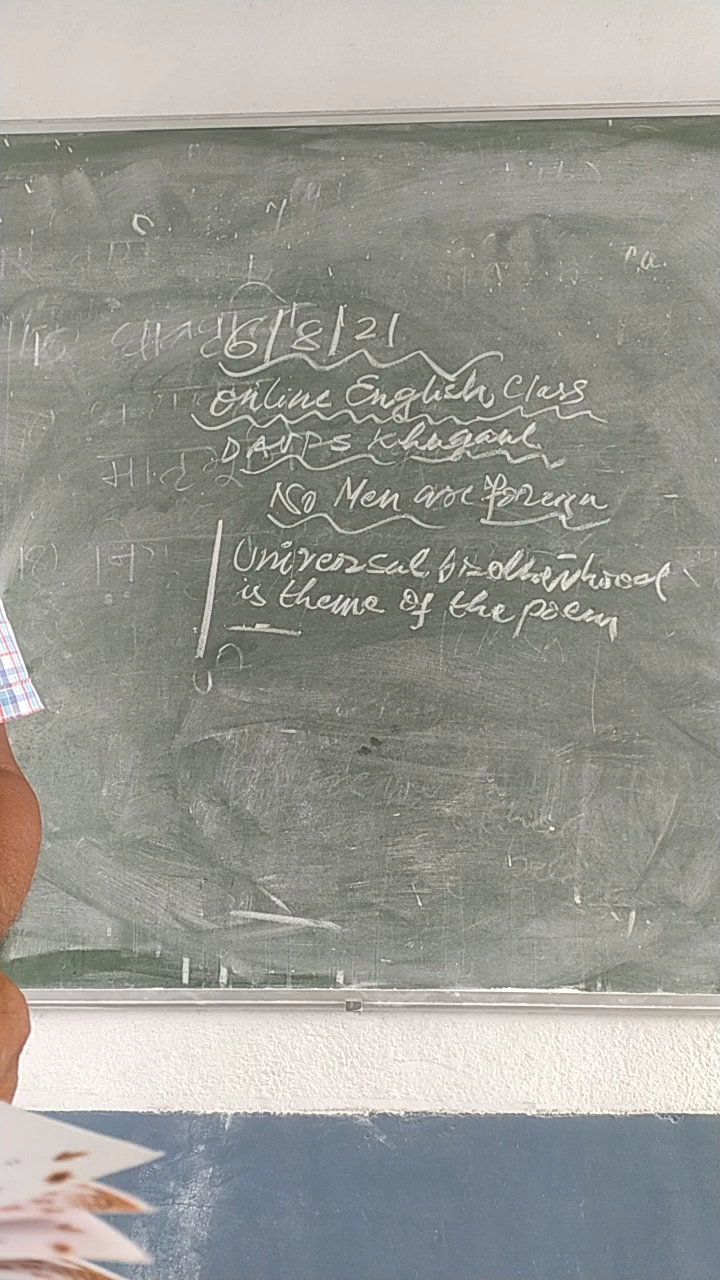 6/8/21
Online English Class
DAVPS Khagaul
No Men are Foreign
Universal brotherhood
is theme of the poem